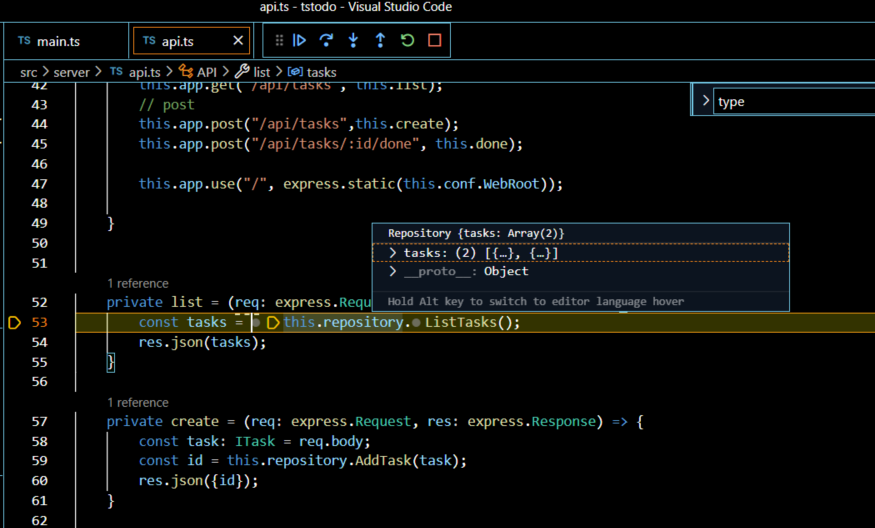 api.ts - tstodo - Visual Studio Code
TS main.ts
TS api.ts
src > server > TS api.ts > API > list > tasks
type
42 this.app.get("/api/tasks", this.list);
43 // post
44 this.app.post("/api/tasks",this.create);
45 this.app.post("/api/tasks/:id/done", this.done);
46
47 this.app.use("/", express.static(this.conf.WebRoot));
48
49 }
50
51
Repository {tasks: Array(2)}
> tasks: (2) [{…}, {…}]
> __proto__: Object
Hold Alt key to switch to editor language hover
1 reference
52 private list = (req: express.Requ
53 const tasks = this.repository.ListTasks();
54 res.json(tasks);
55 }
56
1 reference
57 private create = (req: express.Request, res: express.Response) => {
58 const task: ITask = req.body;
59 const id = this.repository.AddTask(task);
60 res.json({id});
61 }
62